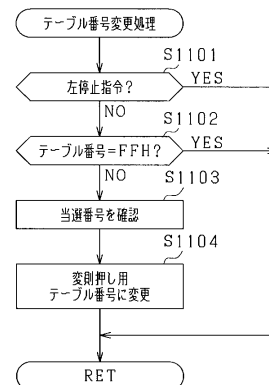 テーブル番号変更処理
S1101
左停止指令?
YES
NO
S1102
テーブル番号=FFH?
YES
NO
S1103
当選番号を確認
S1104
変則押し用
テーブル番号に変更
RET